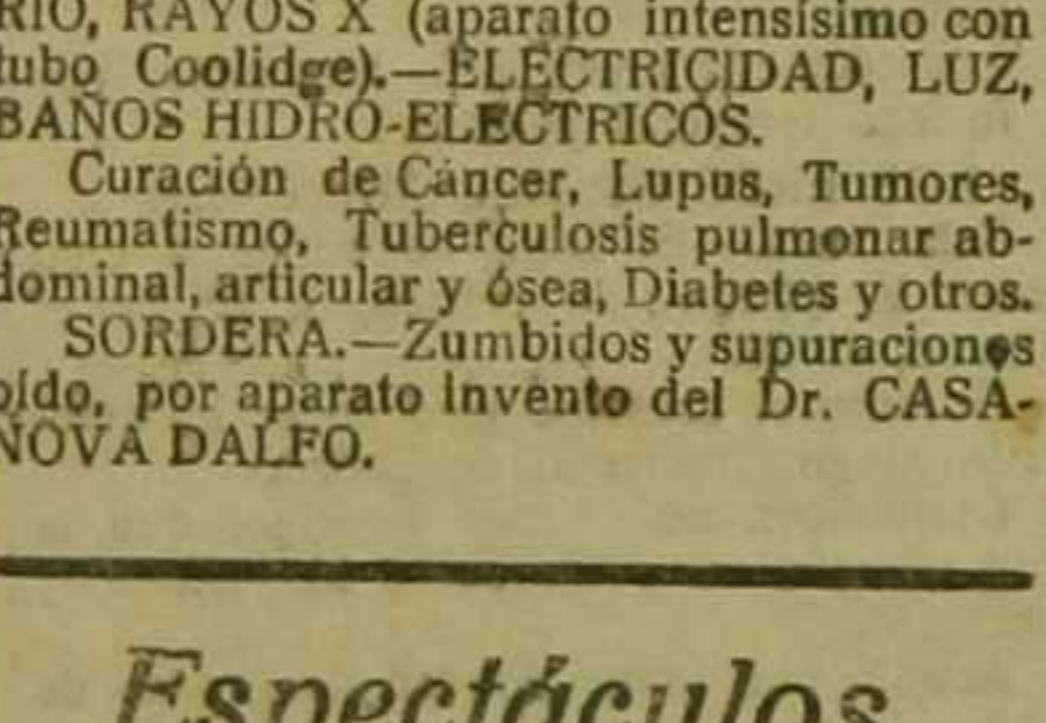 RIO, RAYOS X (aparato intensísimo con
tubo Coolidge).—ELECTRICIDAD, LUZ,
BAÑOS HIDRO-ELECTRICOS.
Curación de Cáncer, Lupus, Tumores,
Reumatismo, Tuberculosis pulmonar ab-
dominal, articular y ósea, Diabetes y otros.
SORDERA.—Zumbidos y supuraciones
oído, por aparato invento del Dr. CASA-
NOVA DALFO.
Espectáculos